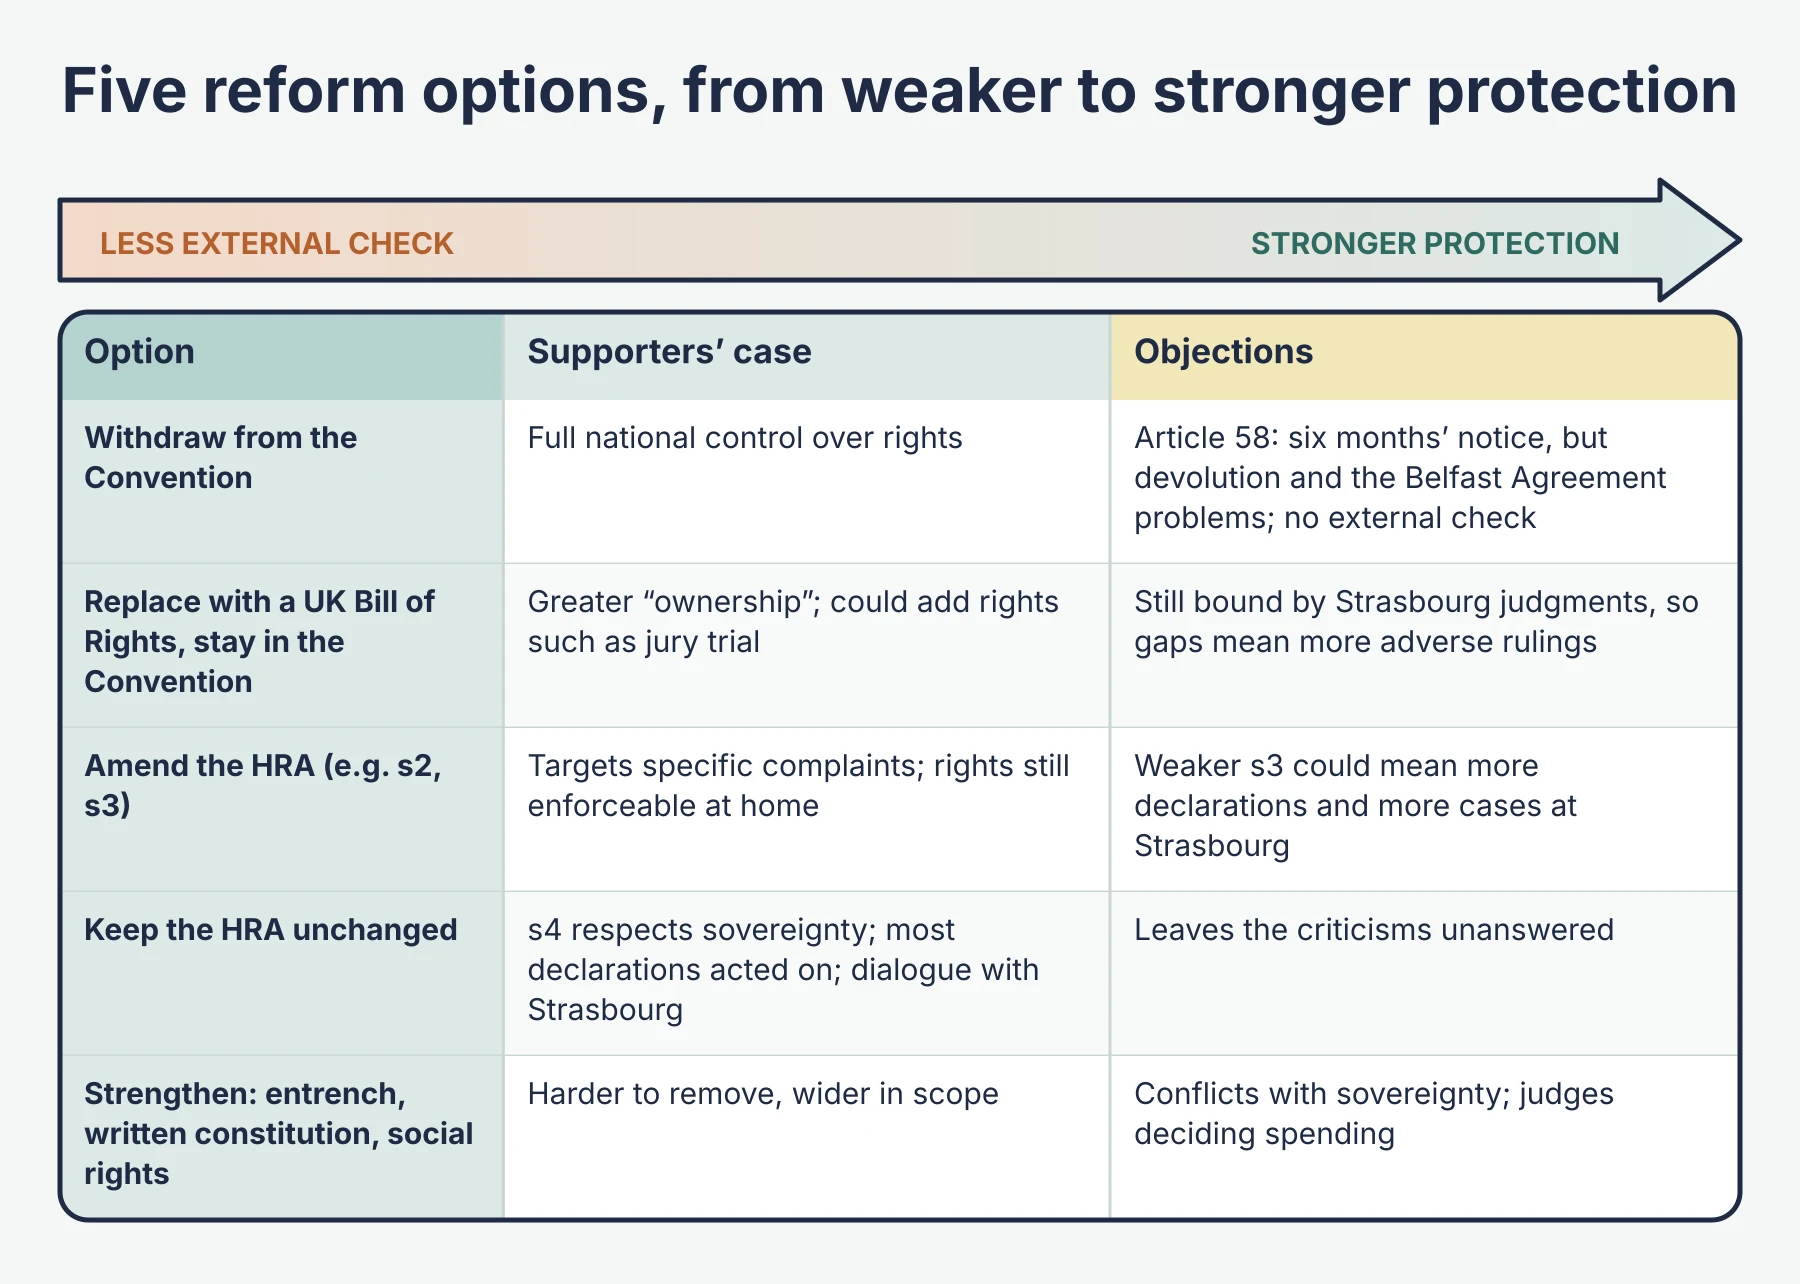 Five reform options, from weaker to stronger protection
LESS EXTERNAL CHECK
STRONGER PROTECTION
Option
Supporters’ case
Objections
Withdraw from the
Convention
Full national control over rights
Article 58: six months’ notice, but
devolution and the Belfast Agreement
problems; no external check
Replace with a UK Bill of
Rights, stay in the
Convention
Greater “ownership”; could add rights
such as jury trial
Still bound by Strasbourg judgments, so
gaps mean more adverse rulings
Amend the HRA (e.g. s2,
s3)
Targets specific complaints; rights still
enforceable at home
Weaker s3 could mean more
declarations and more cases at
Strasbourg
Keep the HRA unchanged
s4 respects sovereignty; most
declarations acted on; dialogue with
Strasbourg
Leaves the criticisms unanswered
Strengthen: entrench,
written constitution, social
rights
Harder to remove, wider in scope
Conflicts with sovereignty; judges
deciding spending